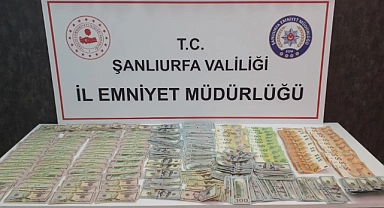 T.C.
ŞANLIURFA VALİLİĞİ
İL EMNİYET MÜDÜRLÜĞÜ